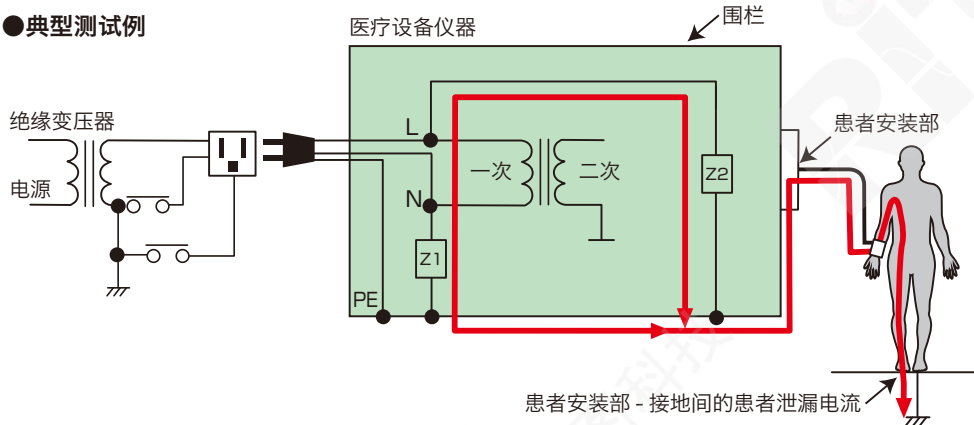 ●典型测试例
医疗设备仪器
围栏
绝缘变压器
电源
L
N
一次
二次
Z1
Z2
PE
患者安装部
患者安装部 - 接地间的患者泄漏电流